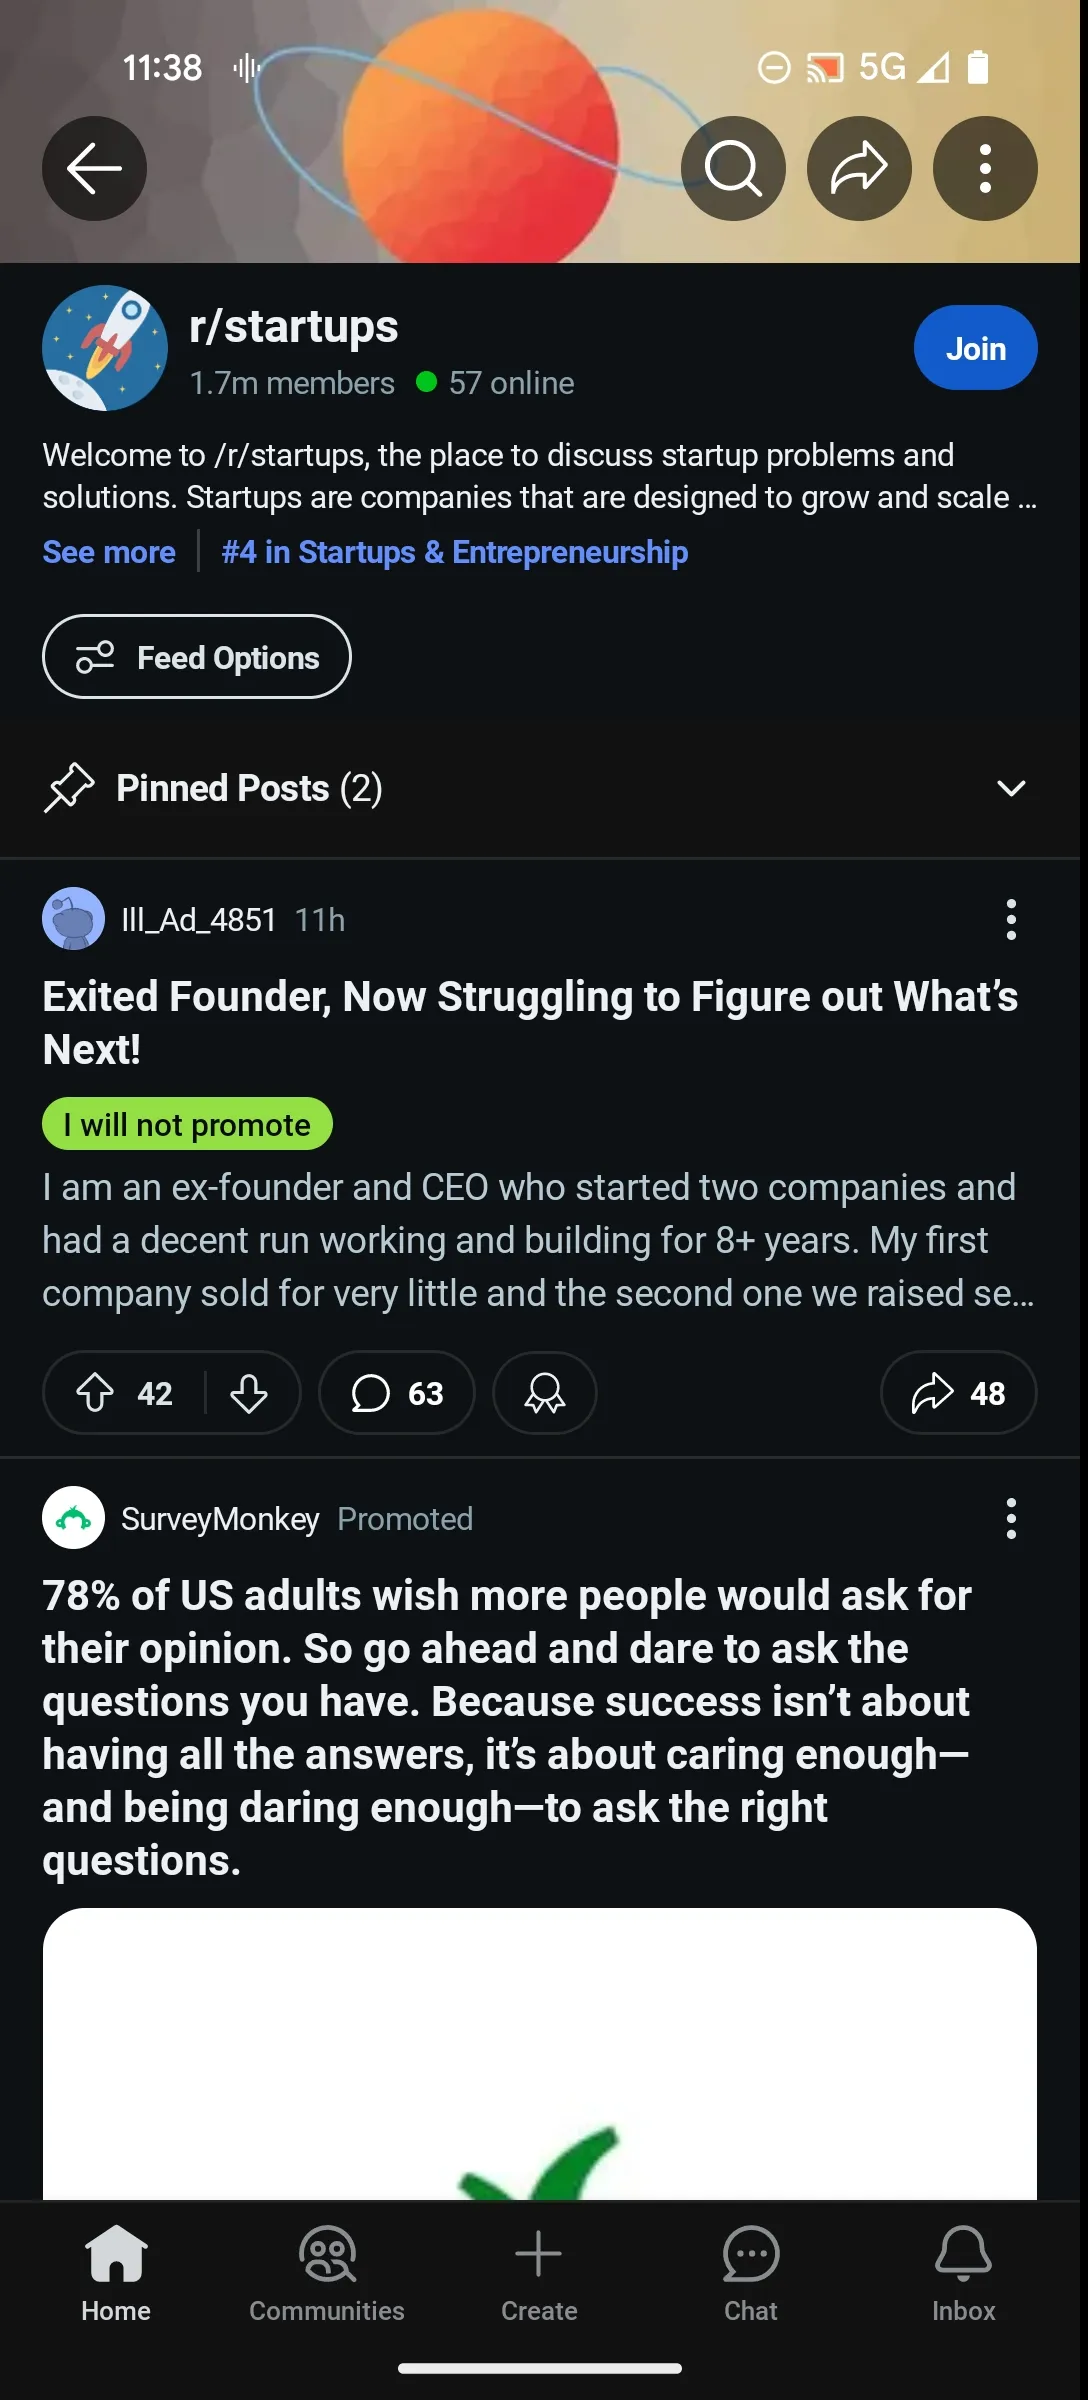 11:38
5G
r/startups
1.7m members 57 online
Join
Welcome to /r/startups, the place to discuss startup problems and
solutions. Startups are companies that are designed to grow and scale ...
See more
#4 in Startups & Entrepreneurship
Feed Options
Pinned Posts (2)
Ill_Ad_4851 11h
Exited Founder, Now Struggling to Figure out What’s
Next!
I will not promote
I am an ex-founder and CEO who started two companies and
had a decent run working and building for 8+ years. My first
company sold for very little and the second one we raised se...
42
63
48
SurveyMonkey Promoted
78% of US adults wish more people would ask for
their opinion. So go ahead and dare to ask the
questions you have. Because success isn’t about
having all the answers, it’s about caring enough—
and being daring enough—to ask the right
questions.
Home
Communities
Create
Chat
Inbox